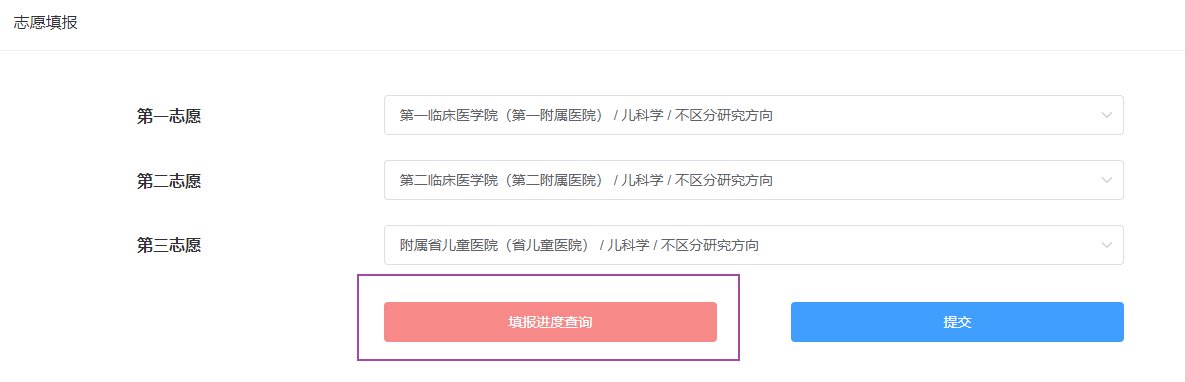 志愿填报
第一志愿
第一临床医学院（第一附属医院） / 儿科学 / 不区分研究方向
第二志愿
第二临床医学院（第二附属医院） / 儿科学 / 不区分研究方向
第三志愿
附属省儿童医院（省儿童医院） / 儿科学 / 不区分研究方向
填报进度查询
提交